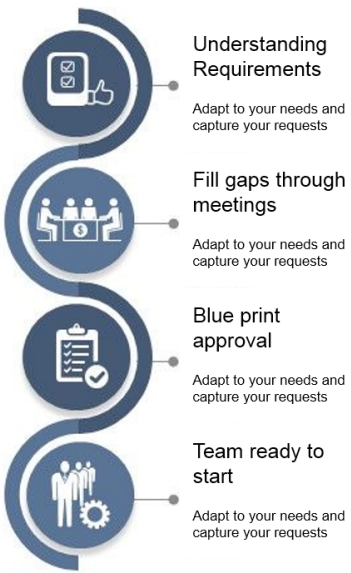 Understanding
Requirements
Adapt to your needs and
capture your requests
Fill gaps through
meetings
Adapt to your needs and
capture your requests
$
Blue print
approval
Adapt to your needs and
capture your requests
Team ready to
start
Adapt to your needs and
capture your requests